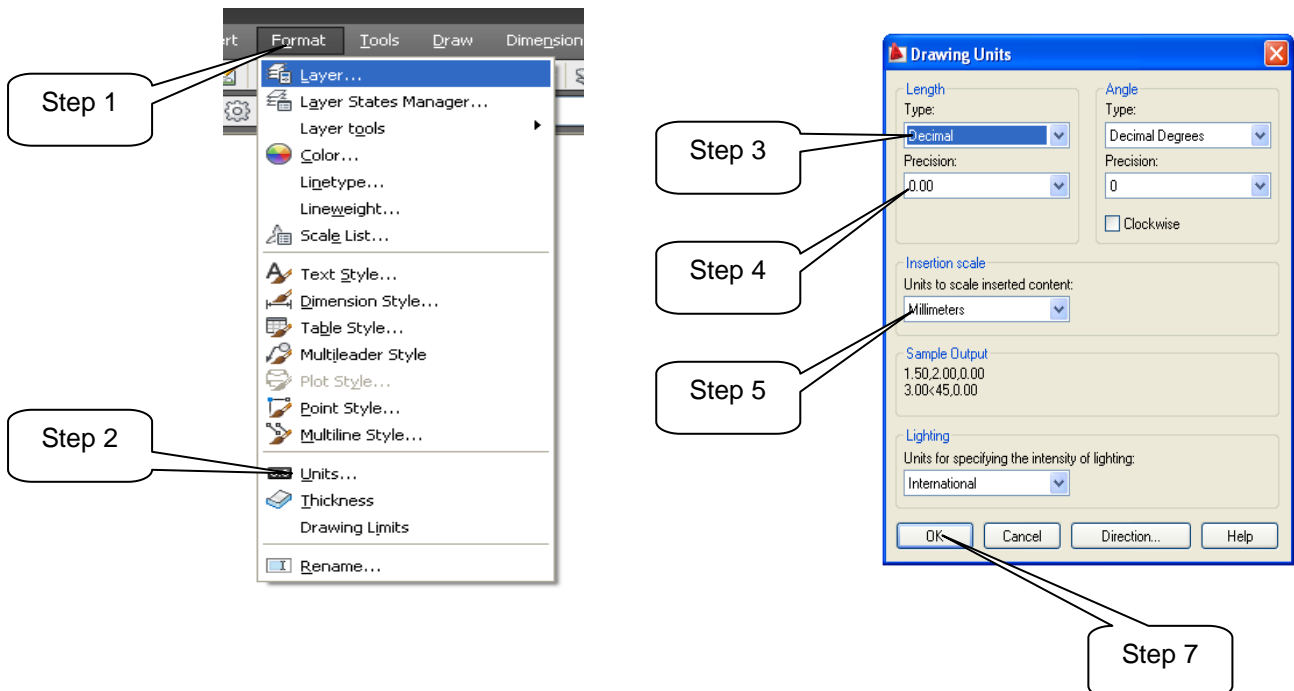 Format Tools Draw Dimension
Step 1
Layer...
Layer States Manager...
Layer tools
Color...
Linetype...
Lineweight...
Scale List...
Text Style...
Dimension Style...
Table Style...
Multileader Style
Plot Style...
Point Style...
Multiline Style...
Step 2
Units...
Thickness
Drawing Limits
Rename...
Drawing Units
Length
Type:
Decimal
Step 3
Precision:
0.00
Step 4
Angle
Type:
Decimal Degrees
Precision:
0
Clockwise
Insertion scale
Units to scale inserted content:
Millimeters
Step 5
Sample Output
1.50,2.00,0.00
3.00<45,0.00
Lighting
Units for specifying the intensity of lighting:
International
OK Cancel Direction... Help
Step 7